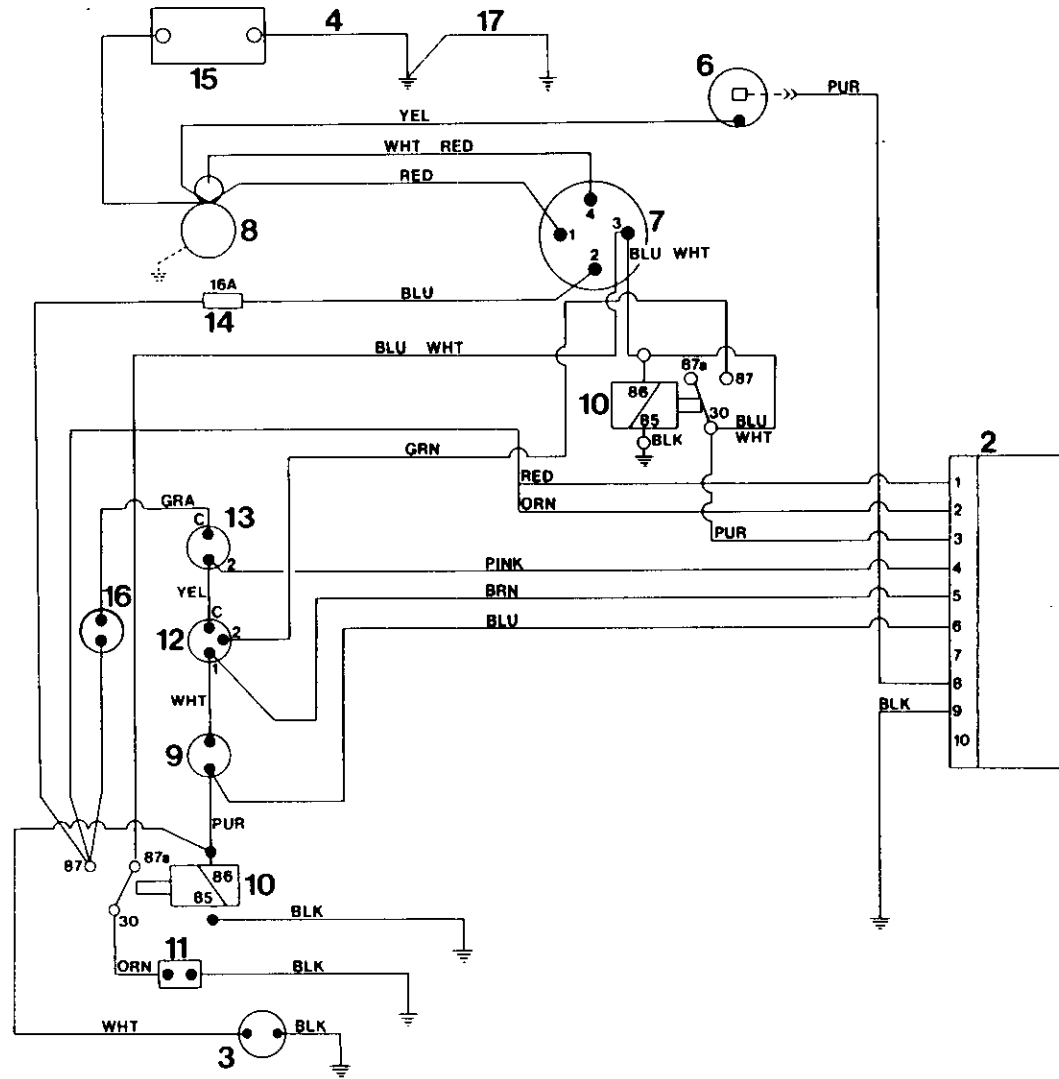 4
17
15
6
PUR
YEL
WHT RED
RED
8
4
1
3
7
2
BLU WHT
16A
14
BLU
BLU WHT
87a
87
10
86
85
30
BLU
WHT
BLK
GRN
2
RED
1
ORN
2
PUR
3
GRA
C
13
2
PINK
4
YEL
BRN
5
16
C
12
2
1
BLU
6
7
8
WHT
BLK
9
10
9
PUR
87
87a
86
85
10
30
BLK
11
ORN
BLK
WHT
3
BLK